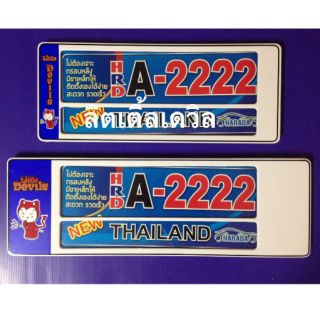 Little
Devils
ไม่ต้องเจาะ
กรอบหลัง
มีขาเหล็กให้
ติดตั้งเองได้ง่าย
สะดวก รวดเร็ว
HRD
A-2222
NEW
ลิตเติ้ลเดวิล
HARADA
Little
Devils
ไม่ต้องเจาะ
กรอบหลัง
มีขาเหล็กให้
ติดตั้งเองได้ง่าย
สะดวก รวดเร็ว
HRD
A-2222
NEW
THAILAND
HARADA